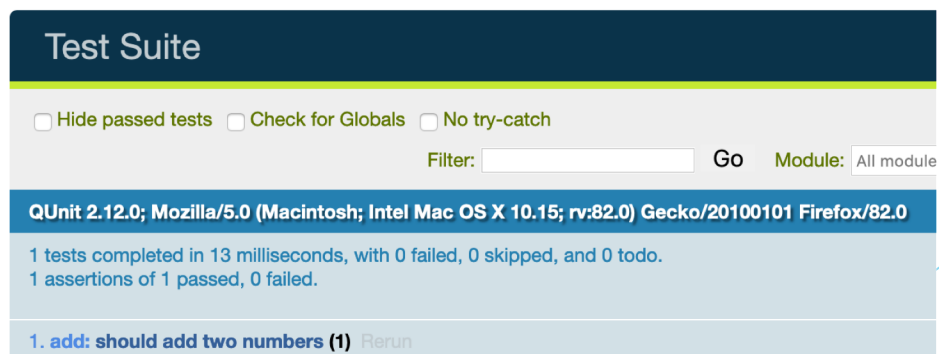 Test Suite
Hide passed tests Check for Globals No try-catch
Filter: Go Module: All module
QUnit 2.12.0; Mozilla/5.0 (Macintosh; Intel Mac OS X 10.15; rv:82.0) Gecko/20100101 Firefox/82.0
1 tests completed in 13 milliseconds, with 0 failed, 0 skipped, and 0 todo.
1 assertions of 1 passed, 0 failed.
1. add: should add two numbers (1) Rerun